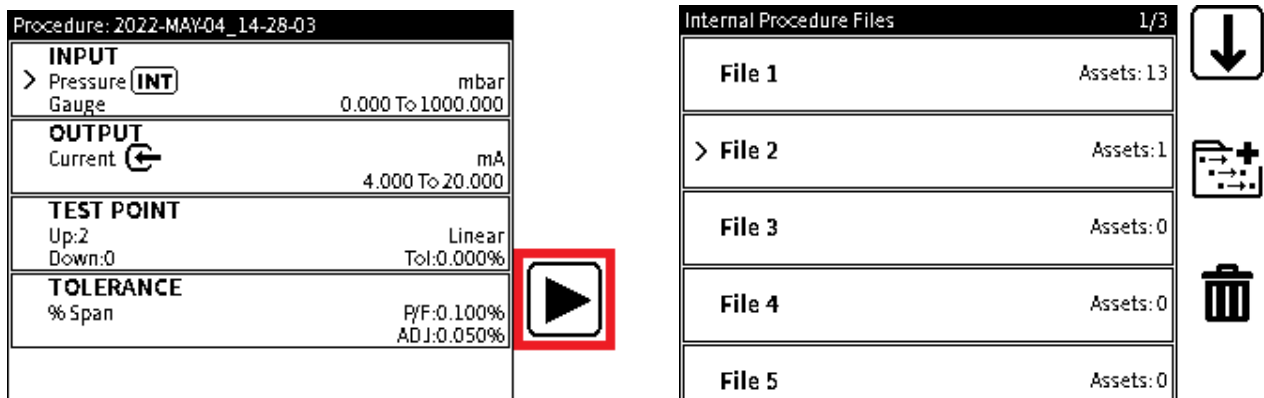 Procedure: 2022-MAY-04_14-28-03
INPUT
Pressure INT mbar
Gauge 0.000 To 1000.000
OUTPUT
Current mA
4.000 To 20.000
TEST POINT
Up:2 Linear
Down:0 Tol:0.000%
TOLERANCE
% Span P/F:0.100%
ADJ:0.050%
Internal Procedure Files 1/3
File 1 Assets: 13
> File 2 Assets:1
File 3 Assets: 0
File 4 Assets: 0
File 5 Assets: 0